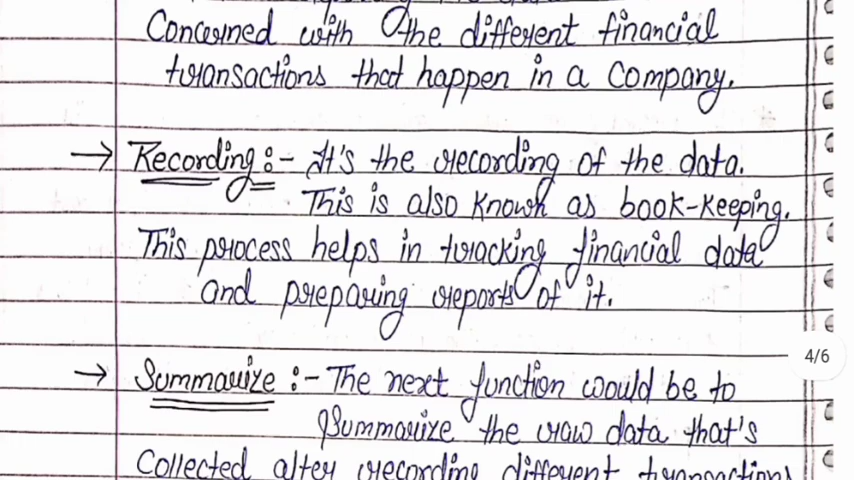 Concerned with the different financial
transactions that happen in a Company.
→ Recording :- It's the recording of the data.
This is also known as book-keeping.
This process helps in tracking financial data
and preparing reports of it.
4/6
→ Summarize :- The next function would be to
summarize the raw data that's
Collected after recording different transactions